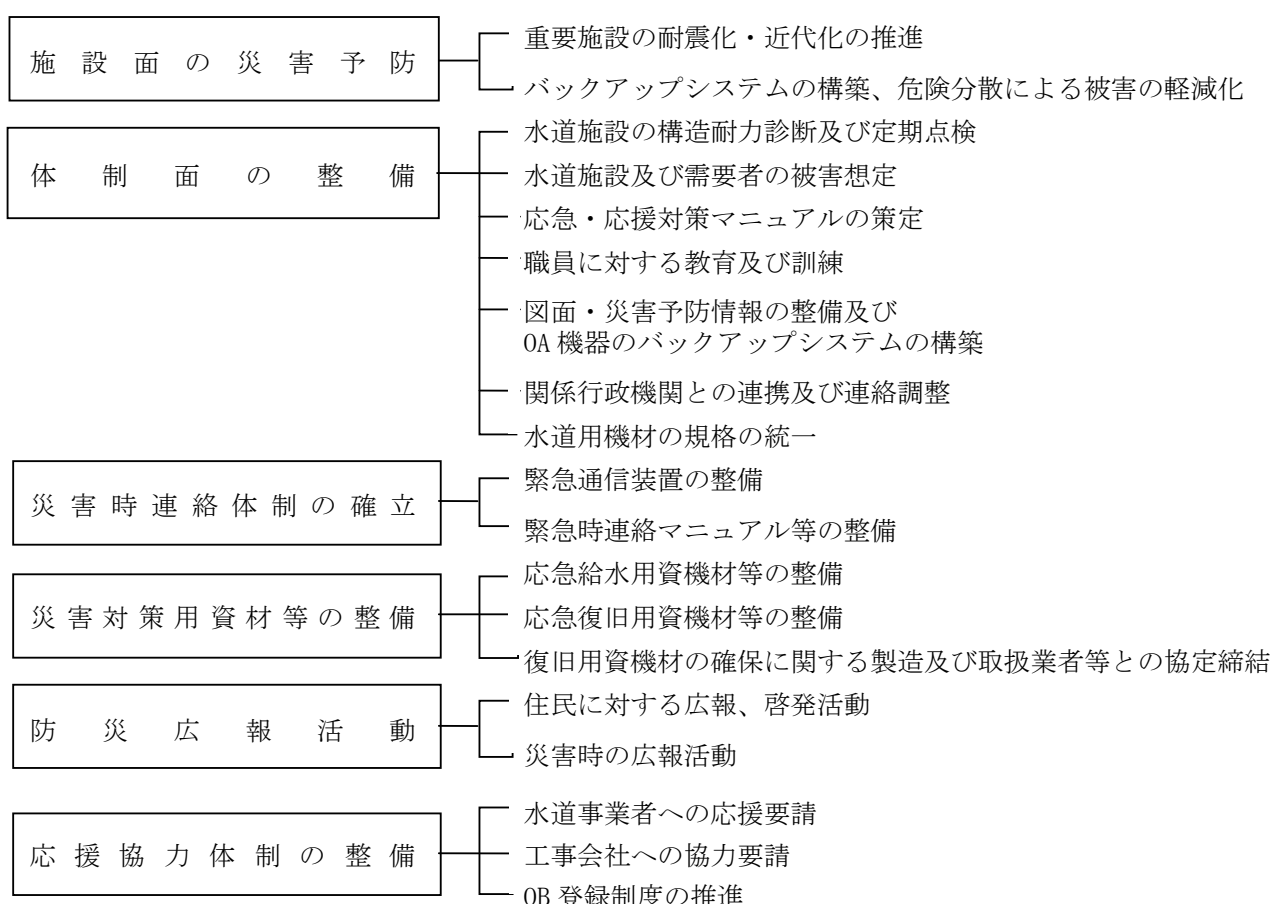 施設面の災害予防
重要施設の耐震化・近代化の推進
バックアップシステムの構築、危険分散による被害の軽減化
体制面の整備
水道施設の構造耐力診断及び定期点検
水道施設及び需要者の被害想定
応急・応援対策マニュアルの策定
職員に対する教育及び訓練
図面・災害予防情報の整備及び
OA機器のバックアップシステムの構築
関係行政機関との連携及び連絡調整
水道用機材の規格の統一
災害時連絡体制の確立
緊急通信装置の整備
緊急時連絡マニュアル等の整備
災害対策用資材等の整備
応急給水用資機材等の整備
応急復旧用資機材等の整備
復旧用資機材の確保に関する製造及び取扱業者等との協定締結
防災広報活動
住民に対する広報、啓発活動
災害時の広報活動
応援協力体制の整備
水道事業者への応援要請
工事会社への協力要請
OB登録制度の推進